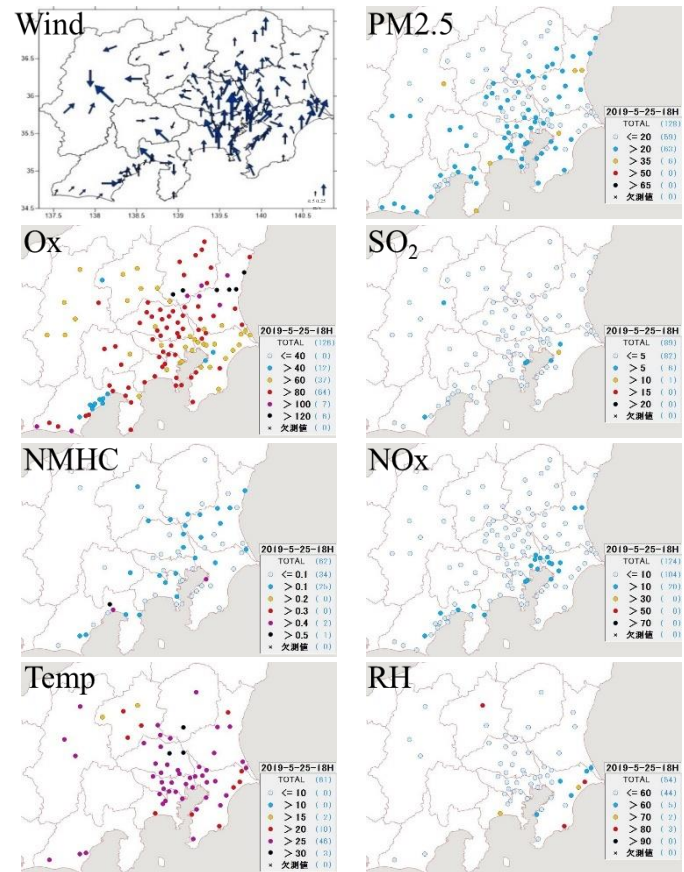 Wind
36.5
36
35.5
35
34.5
137.5 138 138.5 139 139.5 140 140.5
PM2.5
2019-5-25-18H
TOTAL (128)
<= 20 ( 59)
> 20 ( 63)
> 35 ( 6)
> 50 ( 0)
> 65 ( 0)
× 欠測値 ( 0)
Ox
2019-5-25-18H
TOTAL (126)
<= 40 ( 0)
> 40 ( 12)
> 60 ( 37)
> 80 ( 64)
> 100 ( 7)
> 120 ( 6)
× 欠測値 ( 0)
SO₂
2019-5-25-18H
TOTAL ( 89)
<= 5 ( 82)
> 5 ( 6)
> 10 ( 1)
> 15 ( 0)
> 20 ( 0)
× 欠測値 ( 0)
NMHC
2019-5-25-18H
TOTAL ( 62)
<= 0.1 ( 34)
> 0.1 ( 25)
> 0.2 ( 0)
> 0.3 ( 0)
> 0.4 ( 2)
> 0.5 ( 1)
× 欠測値 ( 0)
NOx
2019-5-25-18H
TOTAL (124)
<= 10 (104)
> 10 ( 20)
> 30 ( 0)
> 50 ( 0)
> 70 ( 0)
× 欠測値 ( 0)
Temp
2019-5-25-18H
TOTAL ( 61)
<= 10 ( 0)
> 10 ( 0)
> 15 ( 2)
> 20 ( 10)
> 25 ( 46)
> 30 ( 3)
× 欠測値 ( 0)
RH
2019-5-25-18H
TOTAL ( 54)
<= 60 ( 44)
> 60 ( 5)
> 70 ( 2)
> 80 ( 3)
> 90 ( 0)
× 欠測値 ( 0)